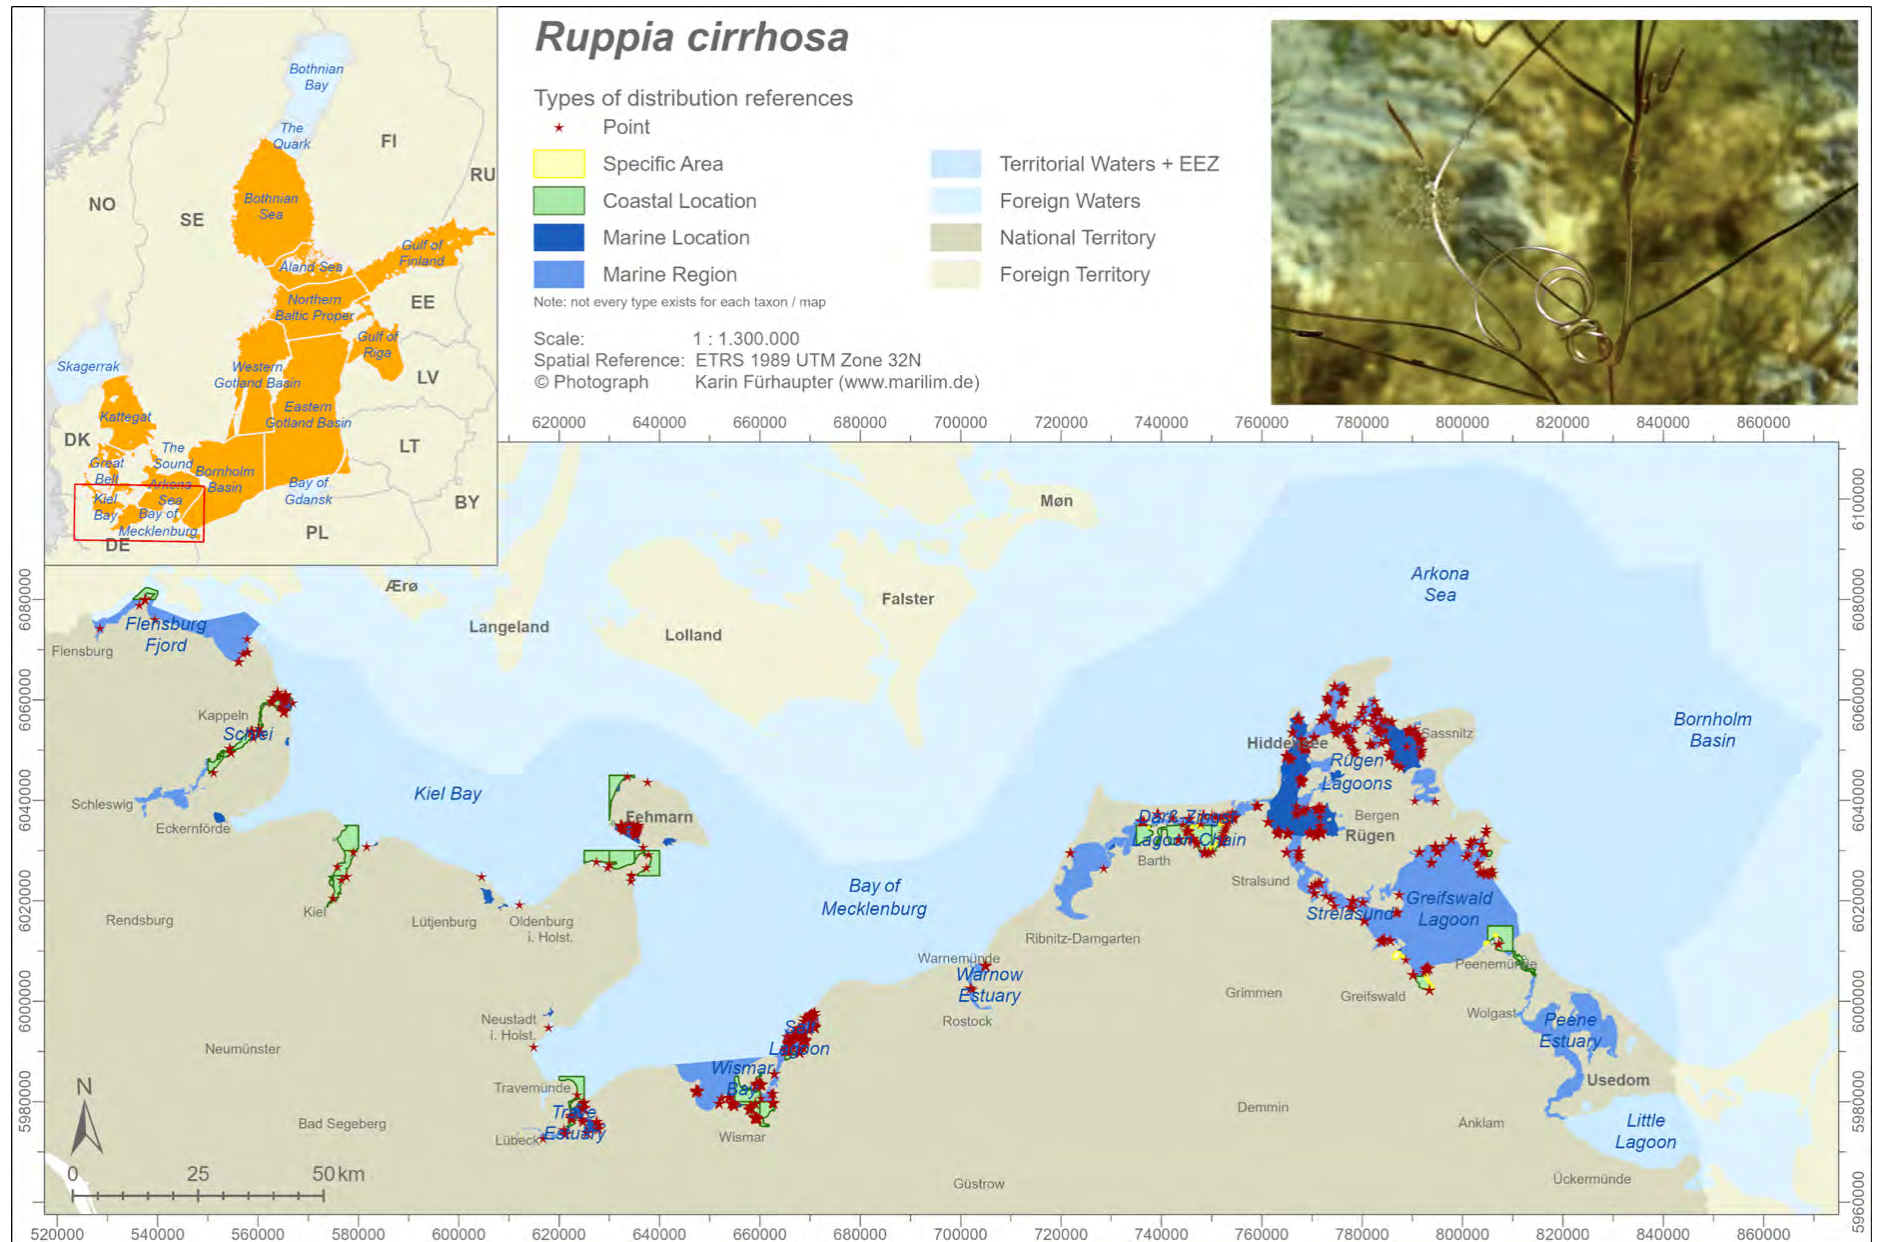 Ruppia cirrhosa
Types of distribution references
Point
Specific Area
Coastal Location
Marine Location
Marine Region
Territorial Waters + EEZ
Foreign Waters
National Territory
Foreign Territory
Note: not every type exists for each taxon / map
Scale: 1 : 1.300.000
Spatial Reference: ETRS 1989 UTM Zone 32N
© Photograph Karin Fürhaupter (www.marilim.de)
Bothnian
Bay
The
Quark
FI
RU
NO
SE
Bothnian
Sea
Gulf of
Finland
Åland Sea
Northern
Baltic Proper
EE
Gulf of
Riga
Skagerrak
Western
Gotland Basin
LV
Kattegat
Eastern
Gotland Basin
DK
The
Sound
LT
Great
Belt
Bornholm
Basin
Arkona
Sea
Kiel
Bay
Bay of
Gdansk
BY
Bay of
Mecklenburg
PL
DE
620000 640000 660000 680000 700000 720000 740000 760000 780000 800000 820000 840000 860000
6100000
6080000
6060000
6040000
6020000
6000000
5980000
5960000
6080000
6060000
6040000
6020000
6000000
5980000
Møn
Ærø
Arkona
Sea
Falster
Langeland
Lolland
Flensburg
Fjord
Flensburg
Kappeln
Schlei
Bornholm
Basin
Hiddensee
Sassnitz
Rügen
Lagoons
Kiel Bay
Schleswig
Eckernförde
Fehmarn
Bergen
Rügen
Darß-Zingst
Lagoon Chain
Barth
Stralsund
Bay of
Mecklenburg
Greifswald
Lagoon
Strelasund
Kiel
Rendsburg
Lütjenburg
Oldenburg
i. Holst.
Ribnitz-Damgarten
Warnemünde
Warnow
Estuary
Rostock
Peenemünde
Grimmen
Greifswald
Wolgast
Neustadt
i. Holst.
Peene
Estuary
Neumünster
Salt
Lagoon
Wismar
Bay
Usedom
Travemünde
Trave
Estuary
Demmin
Bad Segeberg
Lübeck
Wismar
Anklam
Little
Lagoon
Güstrow
Ückermünde
N
0 25 50 km
520000 540000 560000 580000 600000 620000 640000 660000 680000 700000 720000 740000 760000 780000 800000 820000 840000 860000